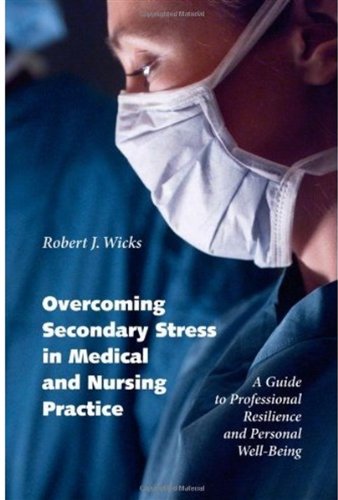 Robert J. Wicks
Overcoming
Secondary Stress
in Medical
and Nursing
Practice
A Guide
to Professional
Resilience
and Personal
Well-Being